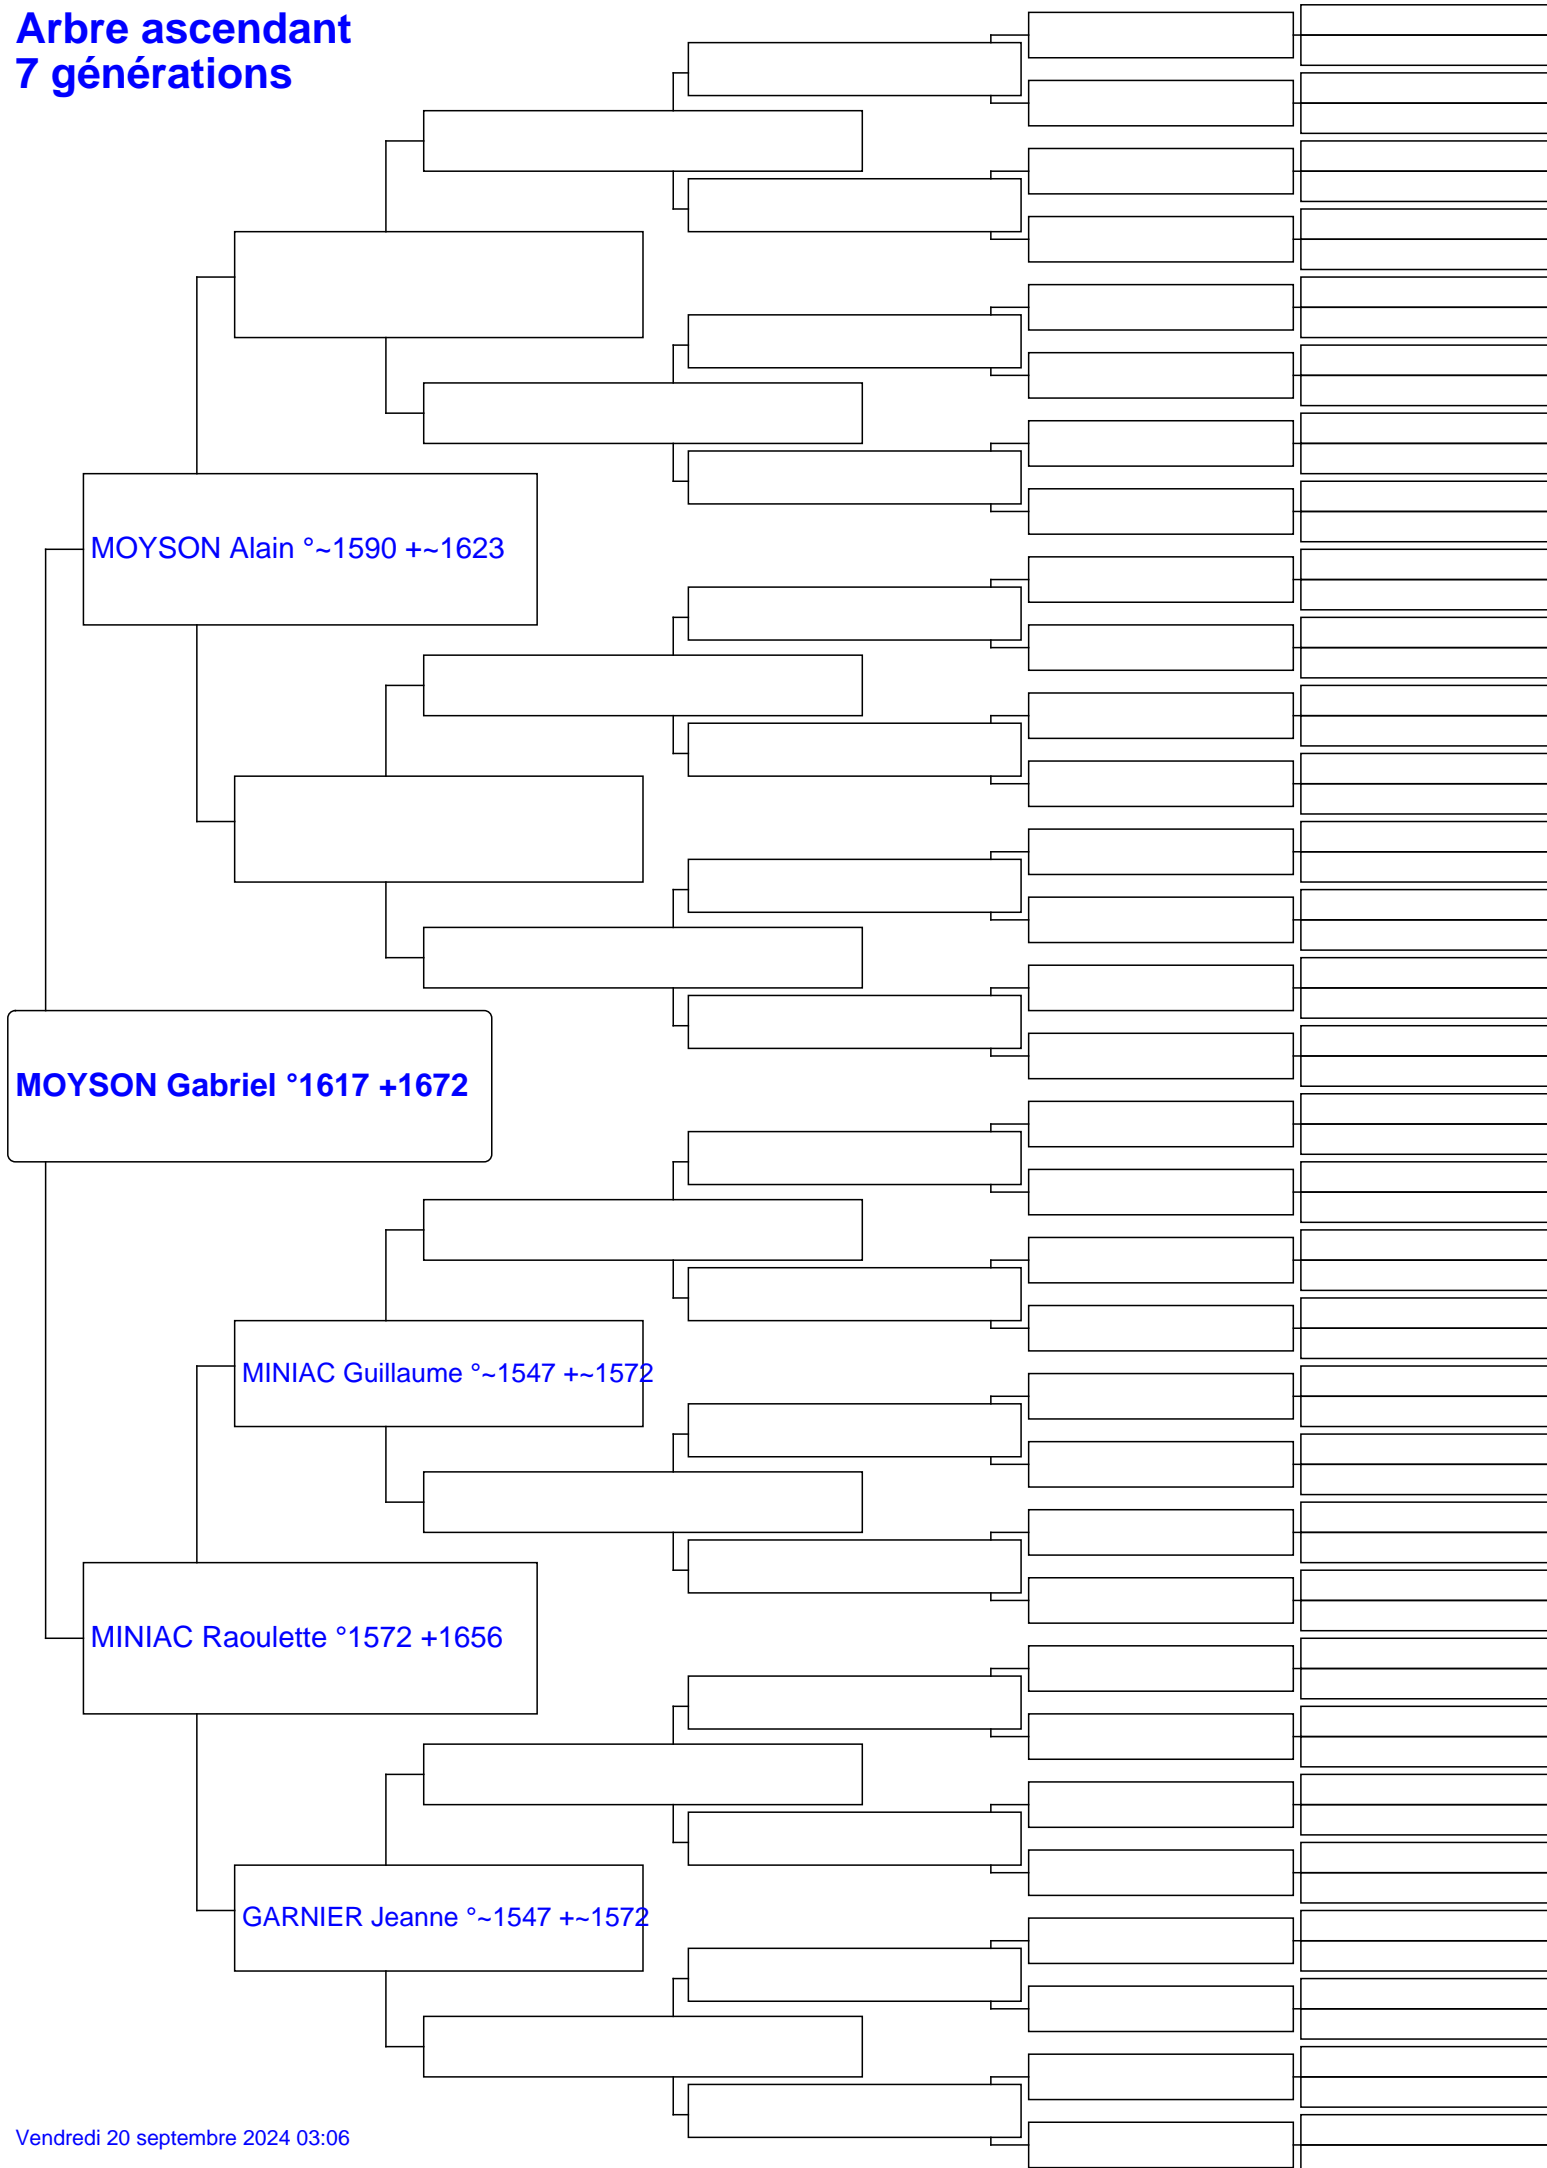 Arbre ascendant
7 générations
MOYSON Alain °~1590 +~1623
MOYSON Gabriel °1617 +1672
MINIAC Guillaume °~1547 +~1572
MINIAC Raoulette °1572 +1656
GARNIER Jeanne °~1547 +~1572
Vendredi 20 septembre 2024 03:06